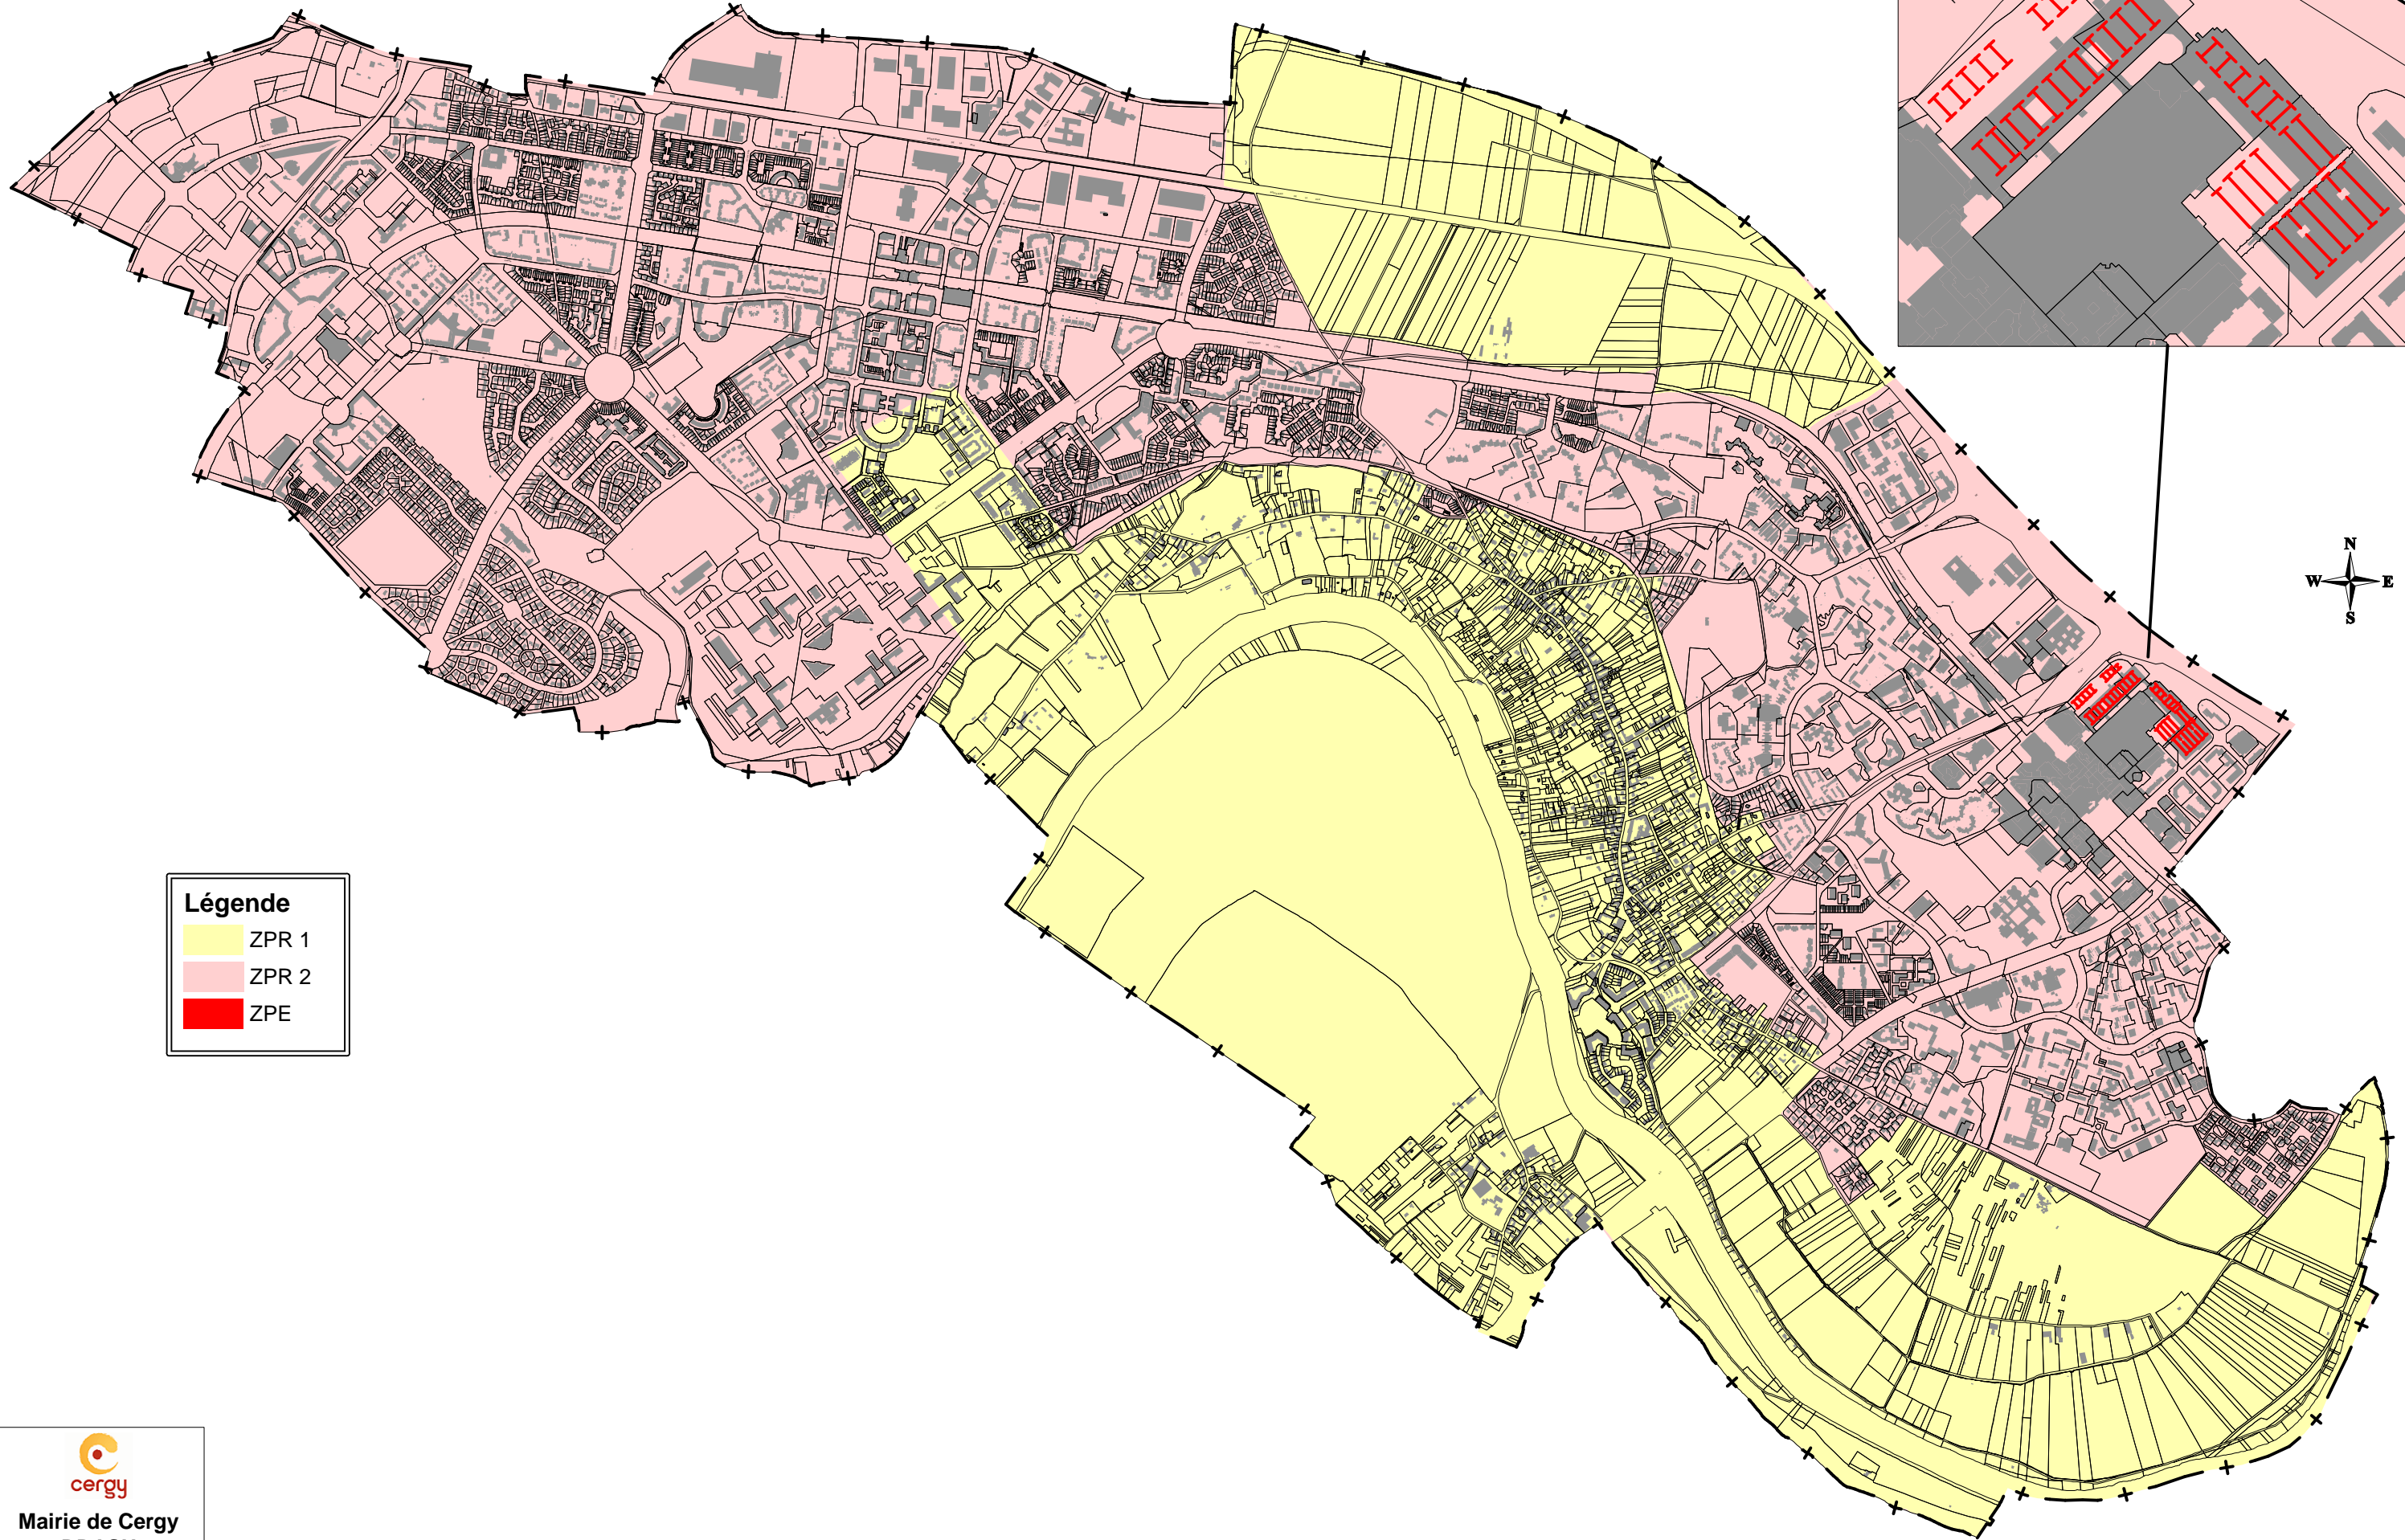 N
W E
S
Légende
ZPR 1
ZPR 2
ZPE
cergy
Mairie de Cergy